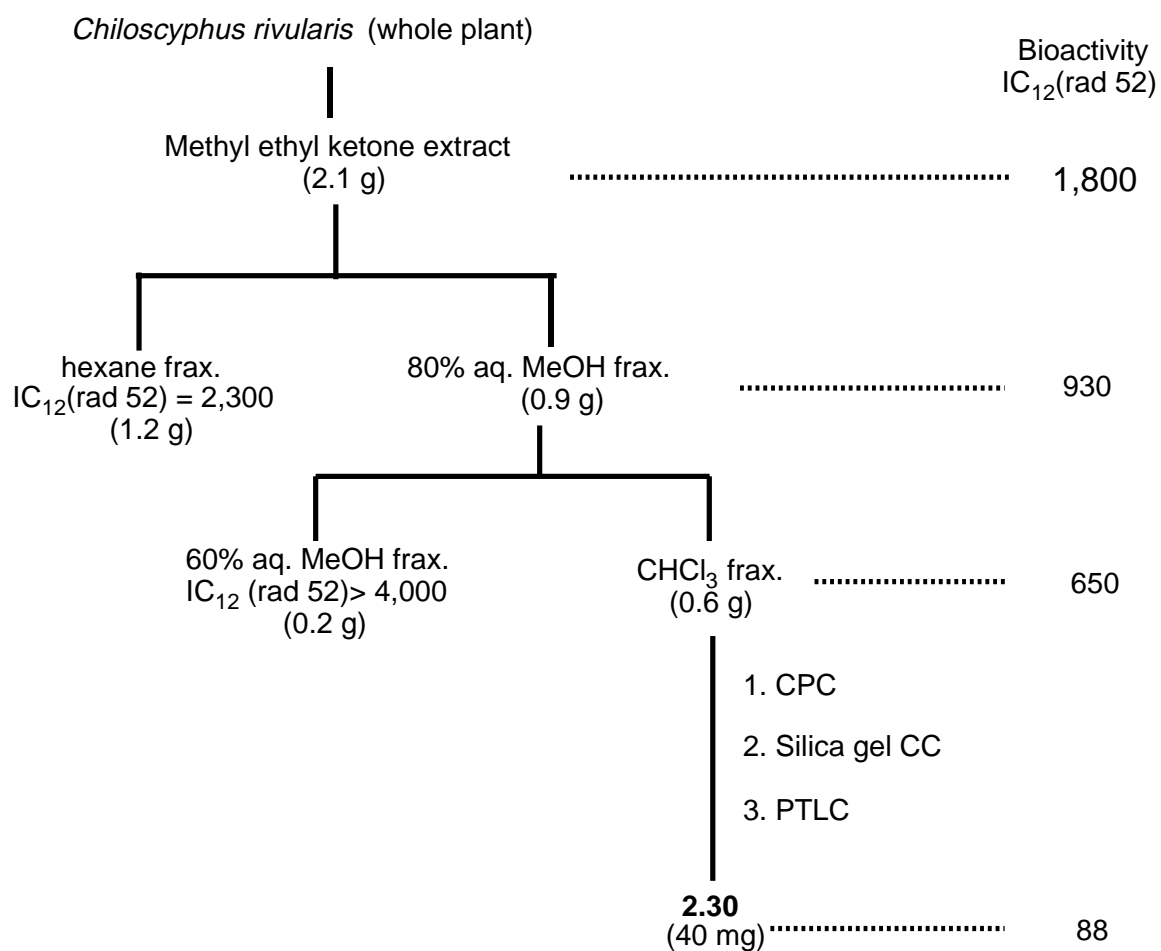 Chiloscyphus rivularis (whole plant)
Bioactivity
IC12(rad 52)
Methyl ethyl ketone extract
(2.1 g)
1,800
hexane frax.
IC12(rad 52) = 2,300
(1.2 g)
80% aq. MeOH frax.
(0.9 g)
930
60% aq. MeOH frax.
IC12 (rad 52)> 4,000
(0.2 g)
CHCl3 frax.
(0.6 g)
650
1. CPC
2. Silica gel CC
3. PTLC
2.30
(40 mg)
88